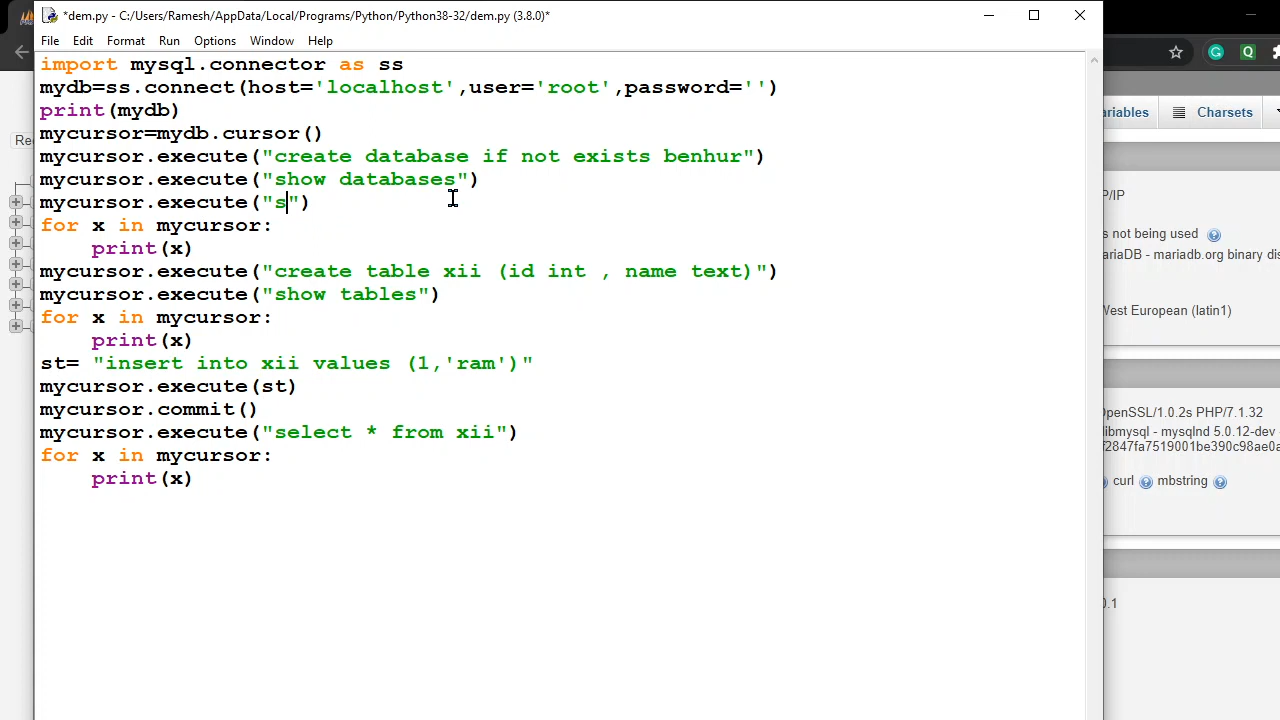 *dem.py - C:/Users/Ramesh/AppData/Local/Programs/Python/Python38-32/dem.py (3.8.0)*
File Edit Format Run Options Window Help
import mysql.connector as ss
mydb=ss.connect(host='localhost',user='root',password='')
print(mydb)
mycursor=mydb.cursor()
mycursor.execute("create database if not exists benhur")
mycursor.execute("show databases")
mycursor.execute("s")
for x in mycursor:
    print(x)
mycursor.execute("create table xii (id int , name text)")
mycursor.execute("show tables")
for x in mycursor:
    print(x)
st= "insert into xii values (1,'ram')"
mycursor.execute(st)
mycursor.commit()
mycursor.execute("select * from xii")
for x in mycursor:
    print(x)
Rec
ariables Charsets
P/IP
s not being used
ariaDB - mariadb.org binary dis
West European (latin1)
OpenSSL/1.0.2s PHP/7.1.32
libmysql - mysqlnd 5.0.12-dev
f2847fa7519001be390c98ae0a
curl mbstring
0.1